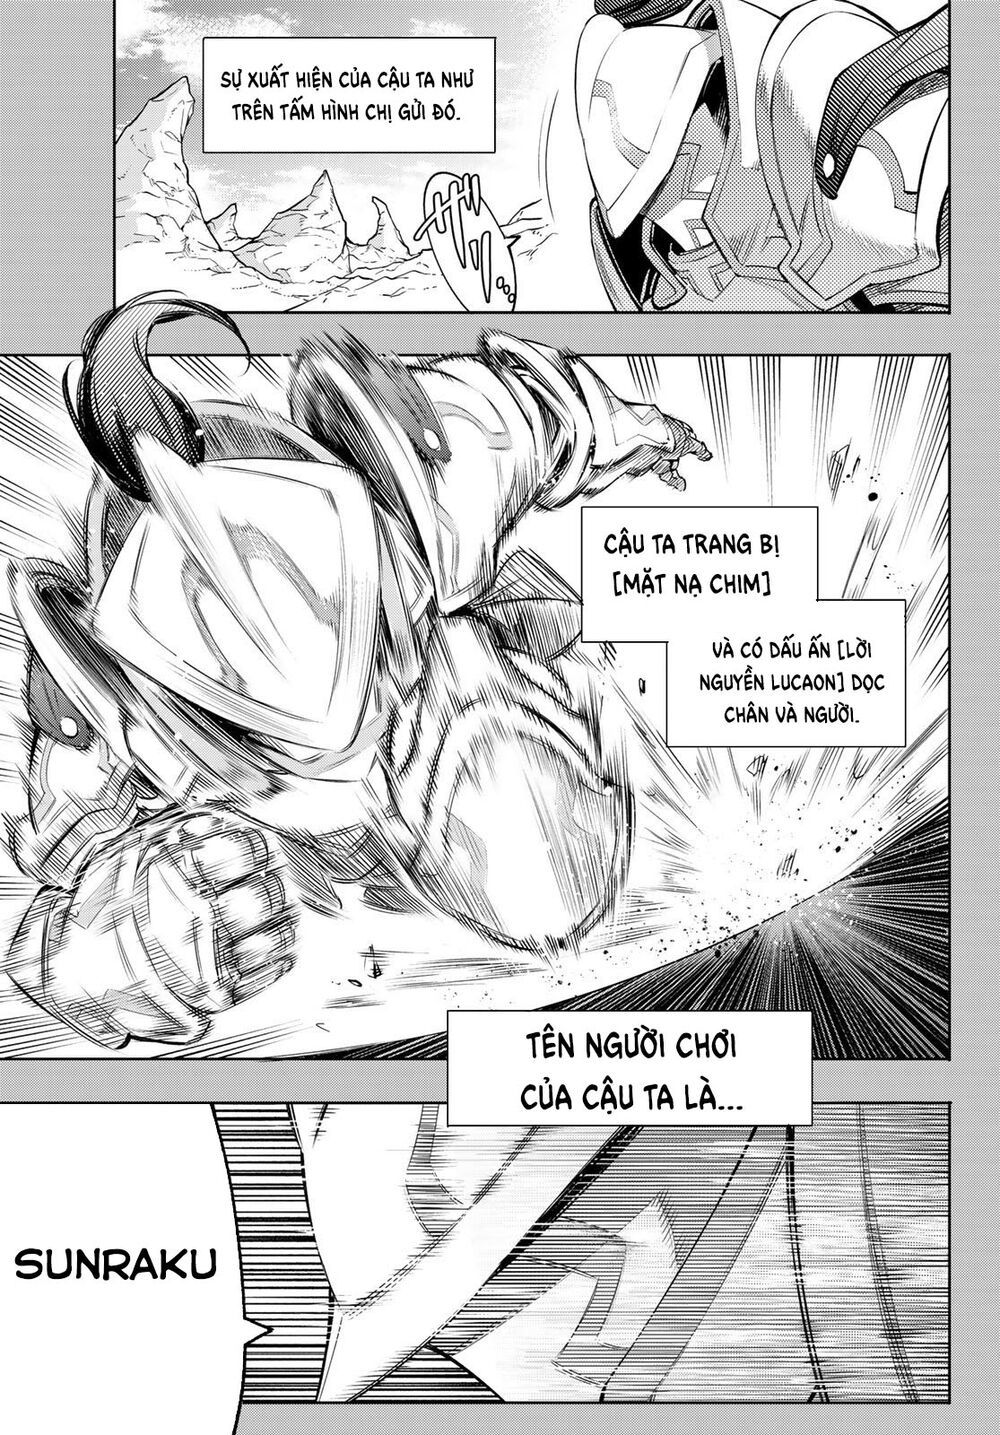 SỰ XUẤT HIỆN CỦA CẬU TA NHƯ
TRÊN TẤM HÌNH CHỊ GỬI ĐÓ.
ザッ
CẬU TA TRANG BỊ
[MẶT NẠ CHIM]
VÀ CÓ DẤU ẤN [LỜI
NGUYỀN LUCAON] DỌC
CHÂN VÀ NGƯỜI.
TÊN NGƯỜI CHƠI
CỦA CẬU TA LÀ...
SUNRAKU